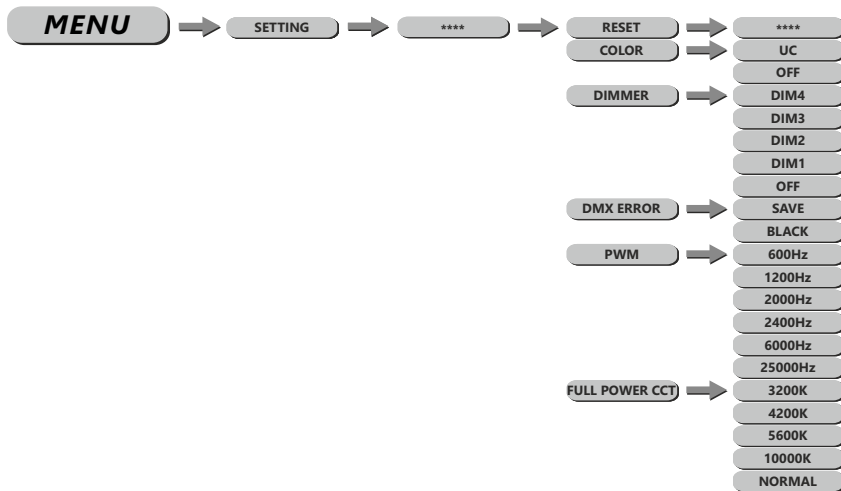 MENU SETTING **** RESET ****
COLOR UC
OFF
DIMMER DIM4
DIM3
DIM2
DIM1
OFF
DMX ERROR SAVE
BLACK
PWM 600Hz
1200Hz
2000Hz
2400Hz
6000Hz
25000Hz
FULL POWER CCT 3200K
4200K
5600K
10000K
NORMAL